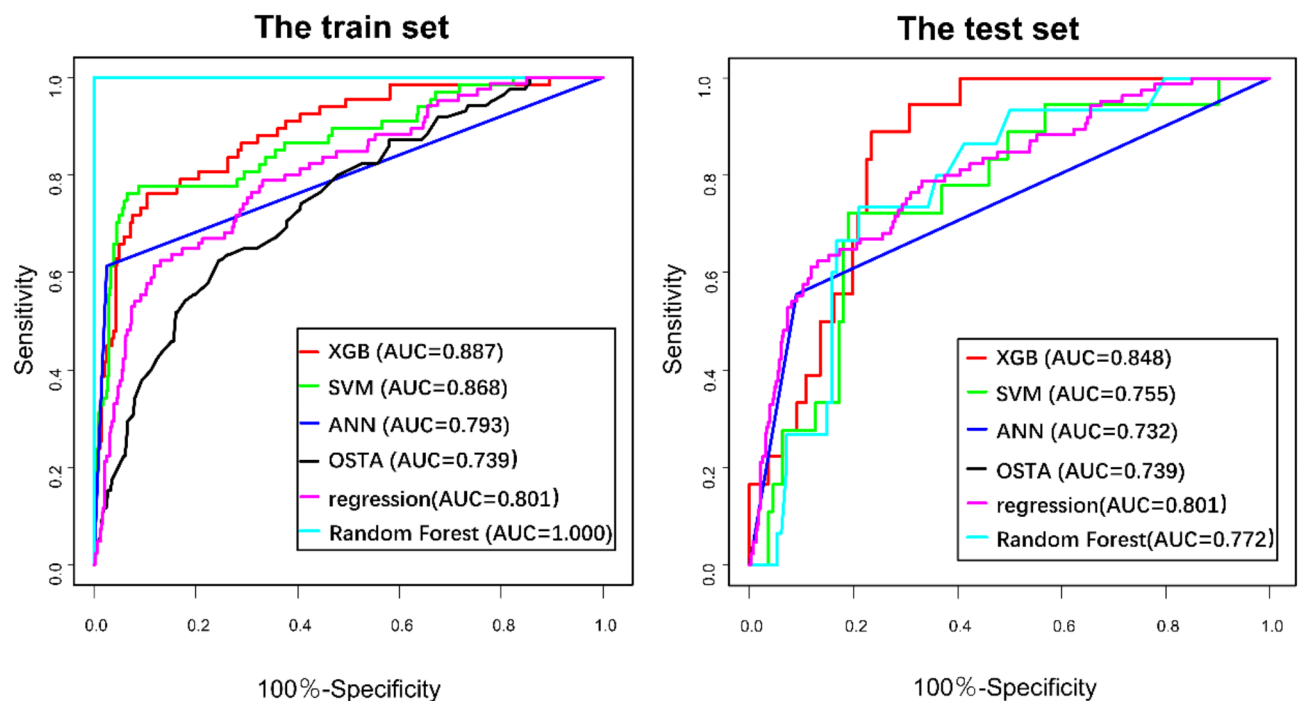 The train set
Sensitivity
1.0
0.8
0.6
0.4
0.2
0.0
XGB (AUC=0.887)
SVM (AUC=0.868)
ANN (AUC=0.793)
OSTA (AUC=0.739)
regression(AUC=0.801)
Random Forest (AUC=1.000)
0.0 0.2 0.4 0.6 0.8 1.0
100%-Specificity
The test set
Sensitivity
1.0
0.8
0.6
0.4
0.2
0.0
XGB (AUC=0.848)
SVM (AUC=0.755)
ANN (AUC=0.732)
OSTA (AUC=0.739)
regression(AUC=0.801)
Random Forest(AUC=0.772)
0.0 0.2 0.4 0.6 0.8 1.0
100%-Specificity